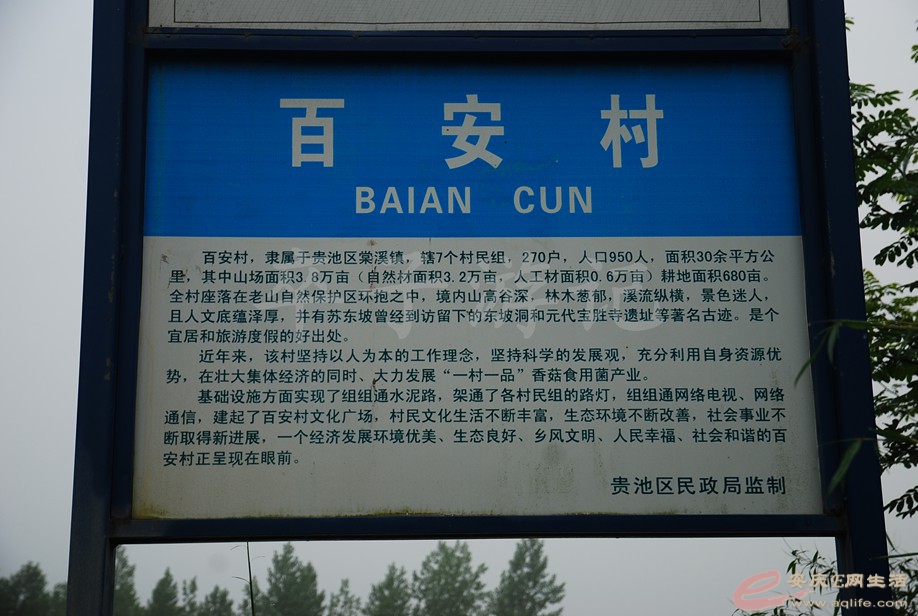 百安村
BAIAN CUN
百安村,隶属于贵池区棠溪镇,辖7个村民组,270户,人口950人,面积30余平方公
里,其中山场面积3.8万亩(自然材面积3.2万亩,人工材面积0.6万亩)耕地面积680亩。
全村座落在老山自然保护区环抱之中,境内山高谷深,林木葱郁,溪流纵横,景色迷人,
且人文底蕴泽厚,并有苏东坡曾经到访留下的东坡洞和元代宝胜寺遗址等著名古迹。是个
宜居和旅游度假的好出处。
近年来,该村坚持以人为本的工作理念,坚持科学的发展观,充分利用自身资源优
势,在壮大集体经济的同时、大力发展“一村一品”香菇食用菌产业。
基础设施方面实现了组组通水泥路,架通了各村民组的路灯,组组通网络电视、网络
通信,建起了百安村文化广场,村民文化生活不断丰富,生态环境不断改善,社会事业不
断取得新进展,一个经济发展环境优美、生态良好、乡风文明、人民幸福、社会和谐的百
安村正呈现在眼前。
贵池区民政局监制
安庆E网生活
www.aqlife.com